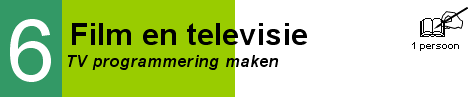 6
Film en televisie
TV programmering maken
1 persoon